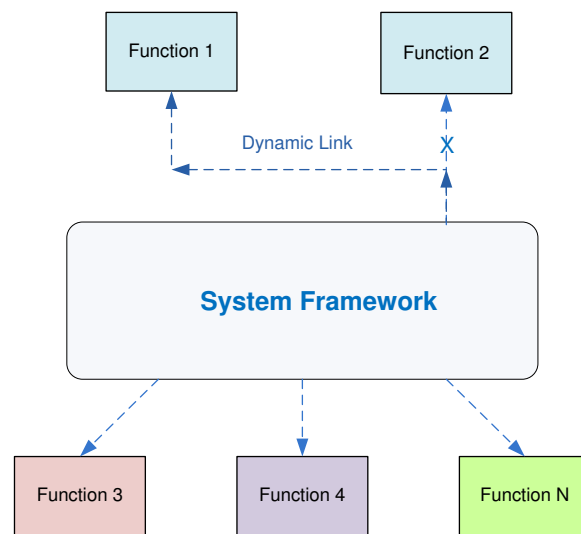 Function 1
Function 2
Dynamic Link
X
System Framework
Function 3
Function 4
Function N